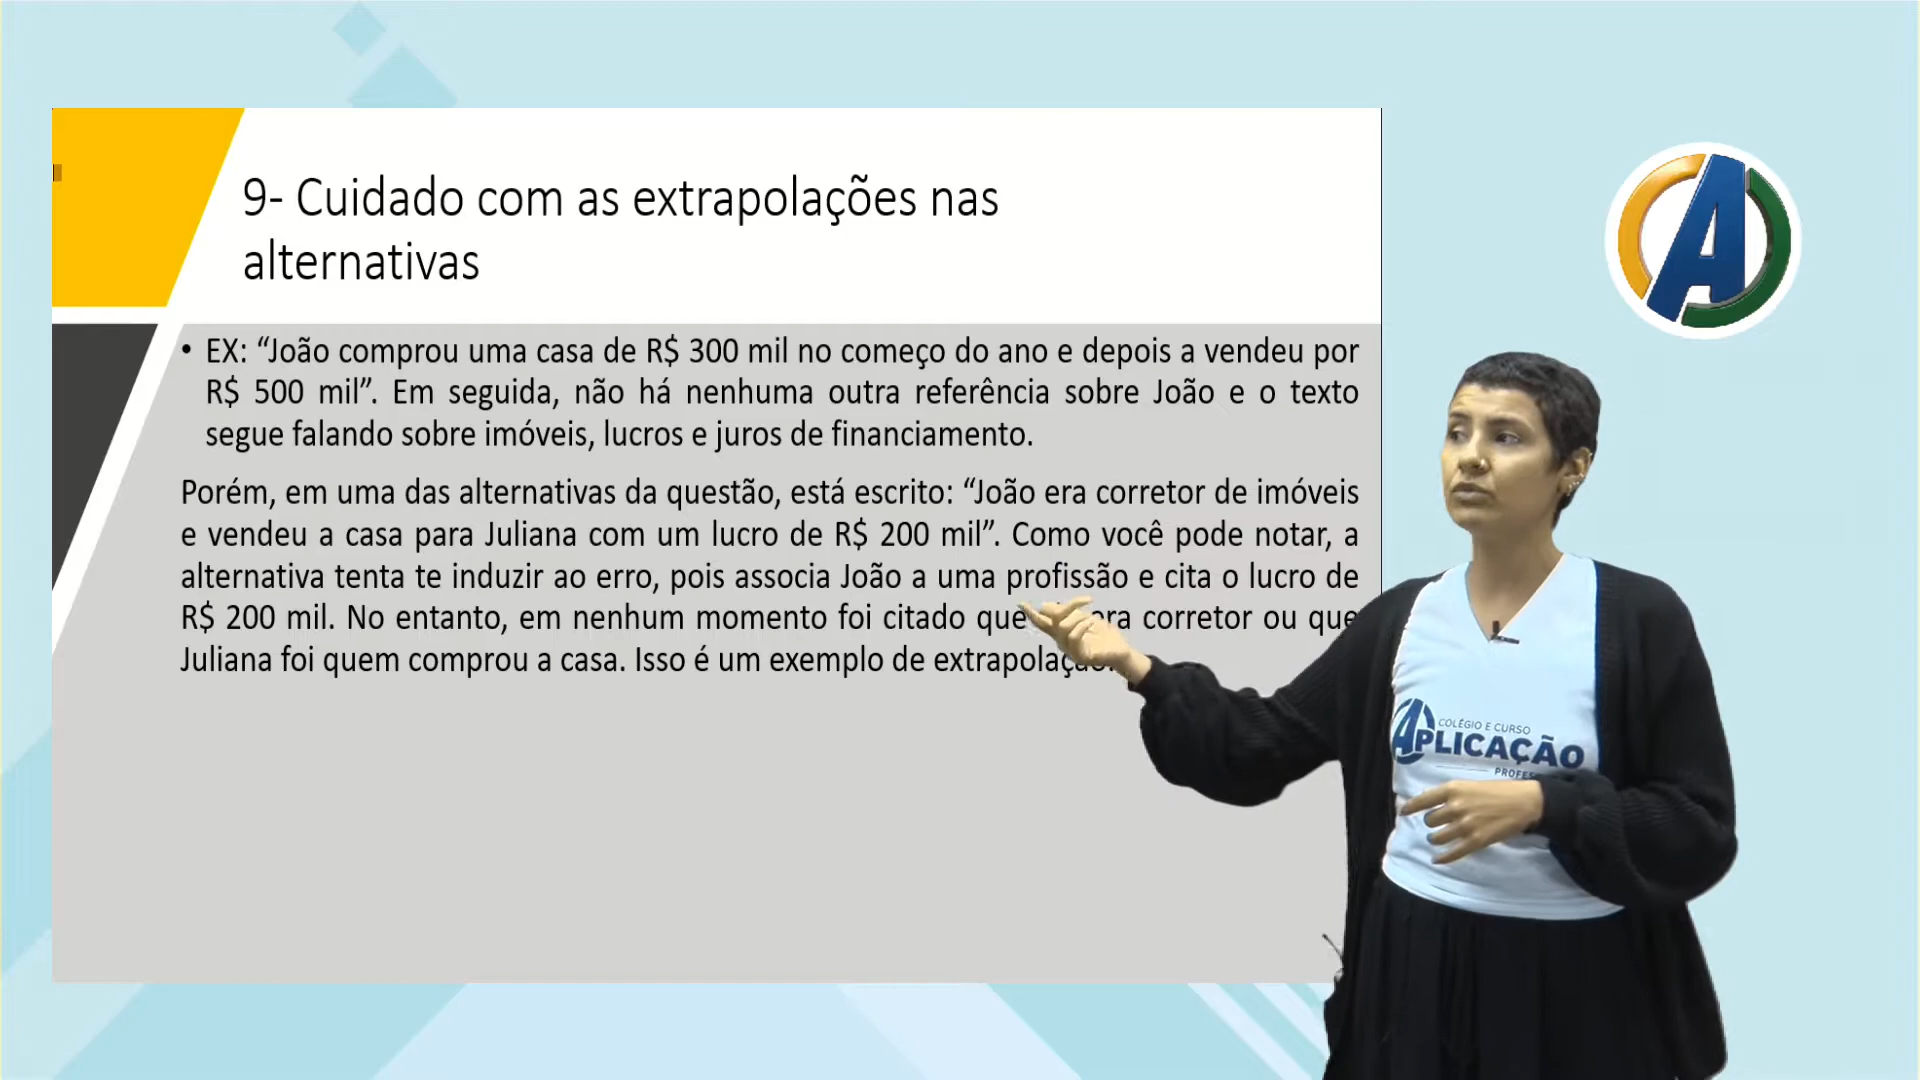 9- Cuidado com as extrapolações nas
alternativas
• EX: “João comprou uma casa de R$ 300 mil no começo do ano e depois a vendeu por
R$ 500 mil”. Em seguida, não há nenhuma outra referência sobre João e o texto
segue falando sobre imóveis, lucros e juros de financiamento.
Porém, em uma das alternativas da questão, está escrito: “João era corretor de imóveis
e vendeu a casa para Juliana com um lucro de R$ 200 mil”. Como você pode notar, a
alternativa tenta te induzir ao erro, pois associa João a uma profissão e cita o lucro de
R$ 200 mil. No entanto, em nenhum momento foi citado que corretor ou que
Juliana foi quem comprou a casa. Isso é um exemplo de extrapolação.
A
COLÉGIO E CURSO
APLICAÇÃO